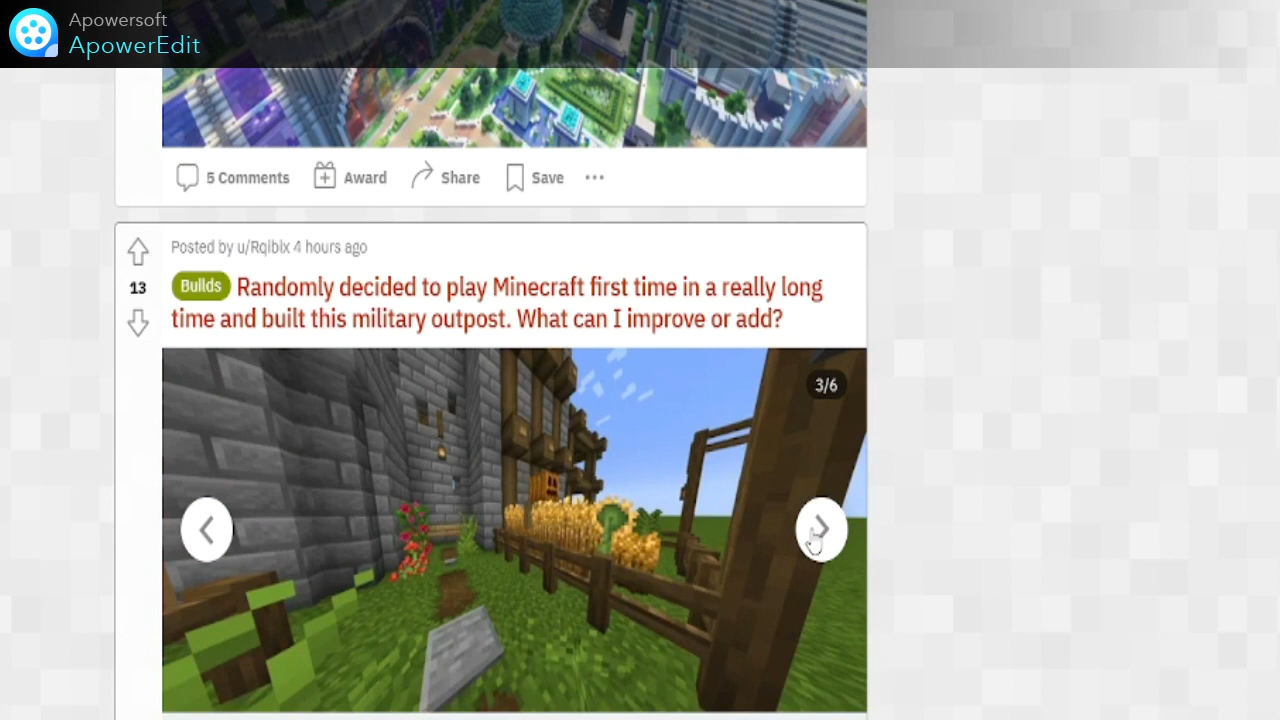 Apowersoft
ApowerEdit
5 Comments Award Share Save
Posted by u/Rqlblx 4 hours ago
13
Builds Randomly decided to play Minecraft first time in a really long
time and built this military outpost. What can I improve or add?
3/6